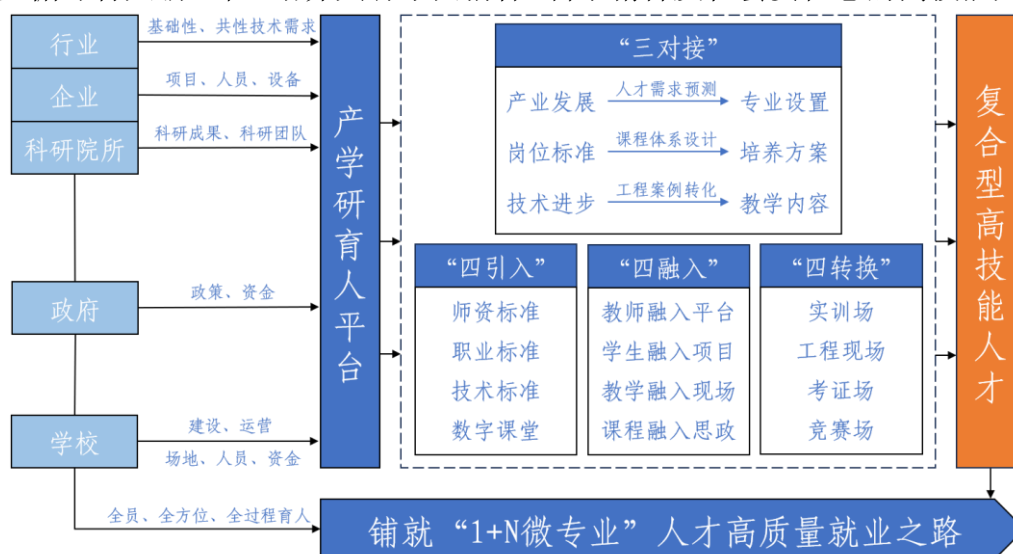 行业
基础性、共性技术需求
企业
项目、人员、设备
科研院所
科研成果、科研团队
政府
政策、资金
学校
建设、运营
场地、人员、资金
全员、全方位、全过程育人
产学研育人平台
“三对接”
产业发展 人才需求预测 专业设置
岗位标准 课程体系设计 培养方案
技术进步 工程案例转化 教学内容
“四引入”
师资标准
职业标准
技术标准
数字课堂
“四融入”
教师融入平台
学生融入项目
教学融入现场
课程融入思政
“四转换”
实训场
工程现场
考证场
竞赛场
复合型高技能人才
铺就“1+N微专业”人才高质量就业之路